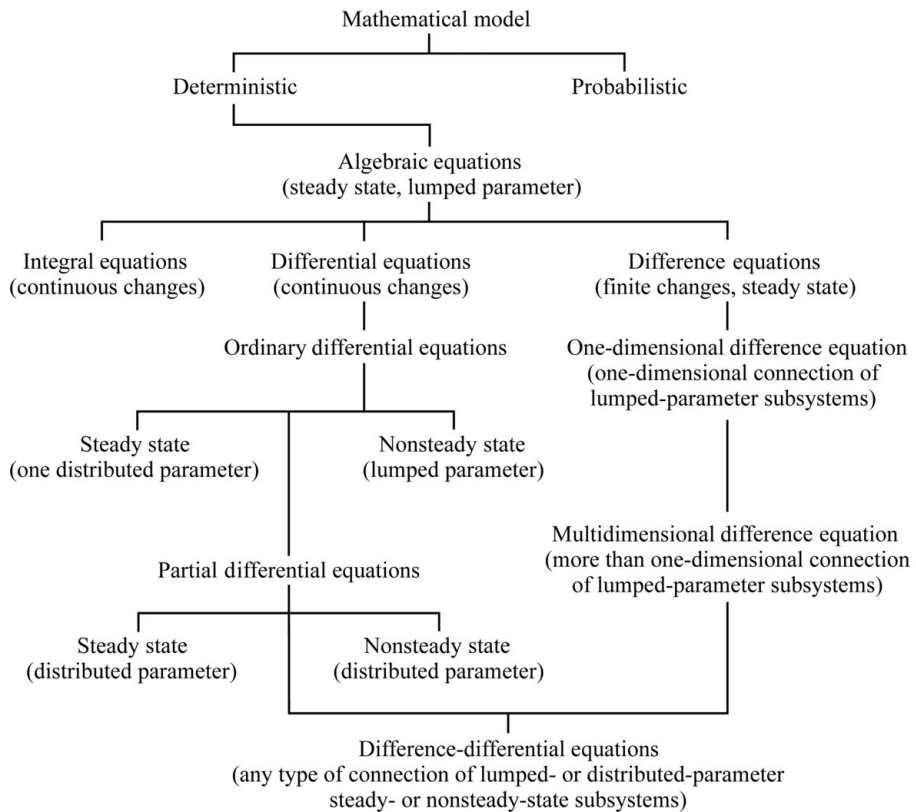 Mathematical model
Deterministic
Probabilistic
Algebraic equations
(steady state, lumped parameter)
Integral equations
(continuous changes)
Differential equations
(continuous changes)
Difference equations
(finite changes, steady state)
Ordinary differential equations
One-dimensional difference equation
(one-dimensional connection of
lumped-parameter subsystems)
Steady state
(one distributed parameter)
Nonsteady state
(lumped parameter)
Multidimensional difference equation
(more than one-dimensional connection
of lumped-parameter subsystems)
Partial differential equations
Steady state
(distributed parameter)
Nonsteady state
(distributed parameter)
Difference-differential equations
(any type of connection of lumped- or distributed-parameter
steady- or nonsteady-state subsystems)